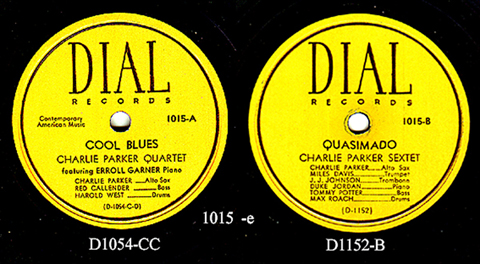 DIAL
RECORDS
Contemporary
American Music
1015-A
COOL BLUES
CHARLIE PARKER QUARTET
featuring ERROLL GARNER Piano
CHARLIE PARKER Alto Sax
RED CALLENDER Bass
HAROLD WEST Drums
(D-1054-C-D)
D1054-CC
1015 -e
DIAL
RECORDS
1015-B
QUASIMADO
CHARLIE PARKER SEXTET
CHARLIE PARKER Alto Sax
MILES DAVIS Trumpet
J. J. JOHNSON Trombone
DUKE JORDAN Piano
TOMMY POTTER Bass
MAX ROACH Drums
(D-1152)
D1152-B